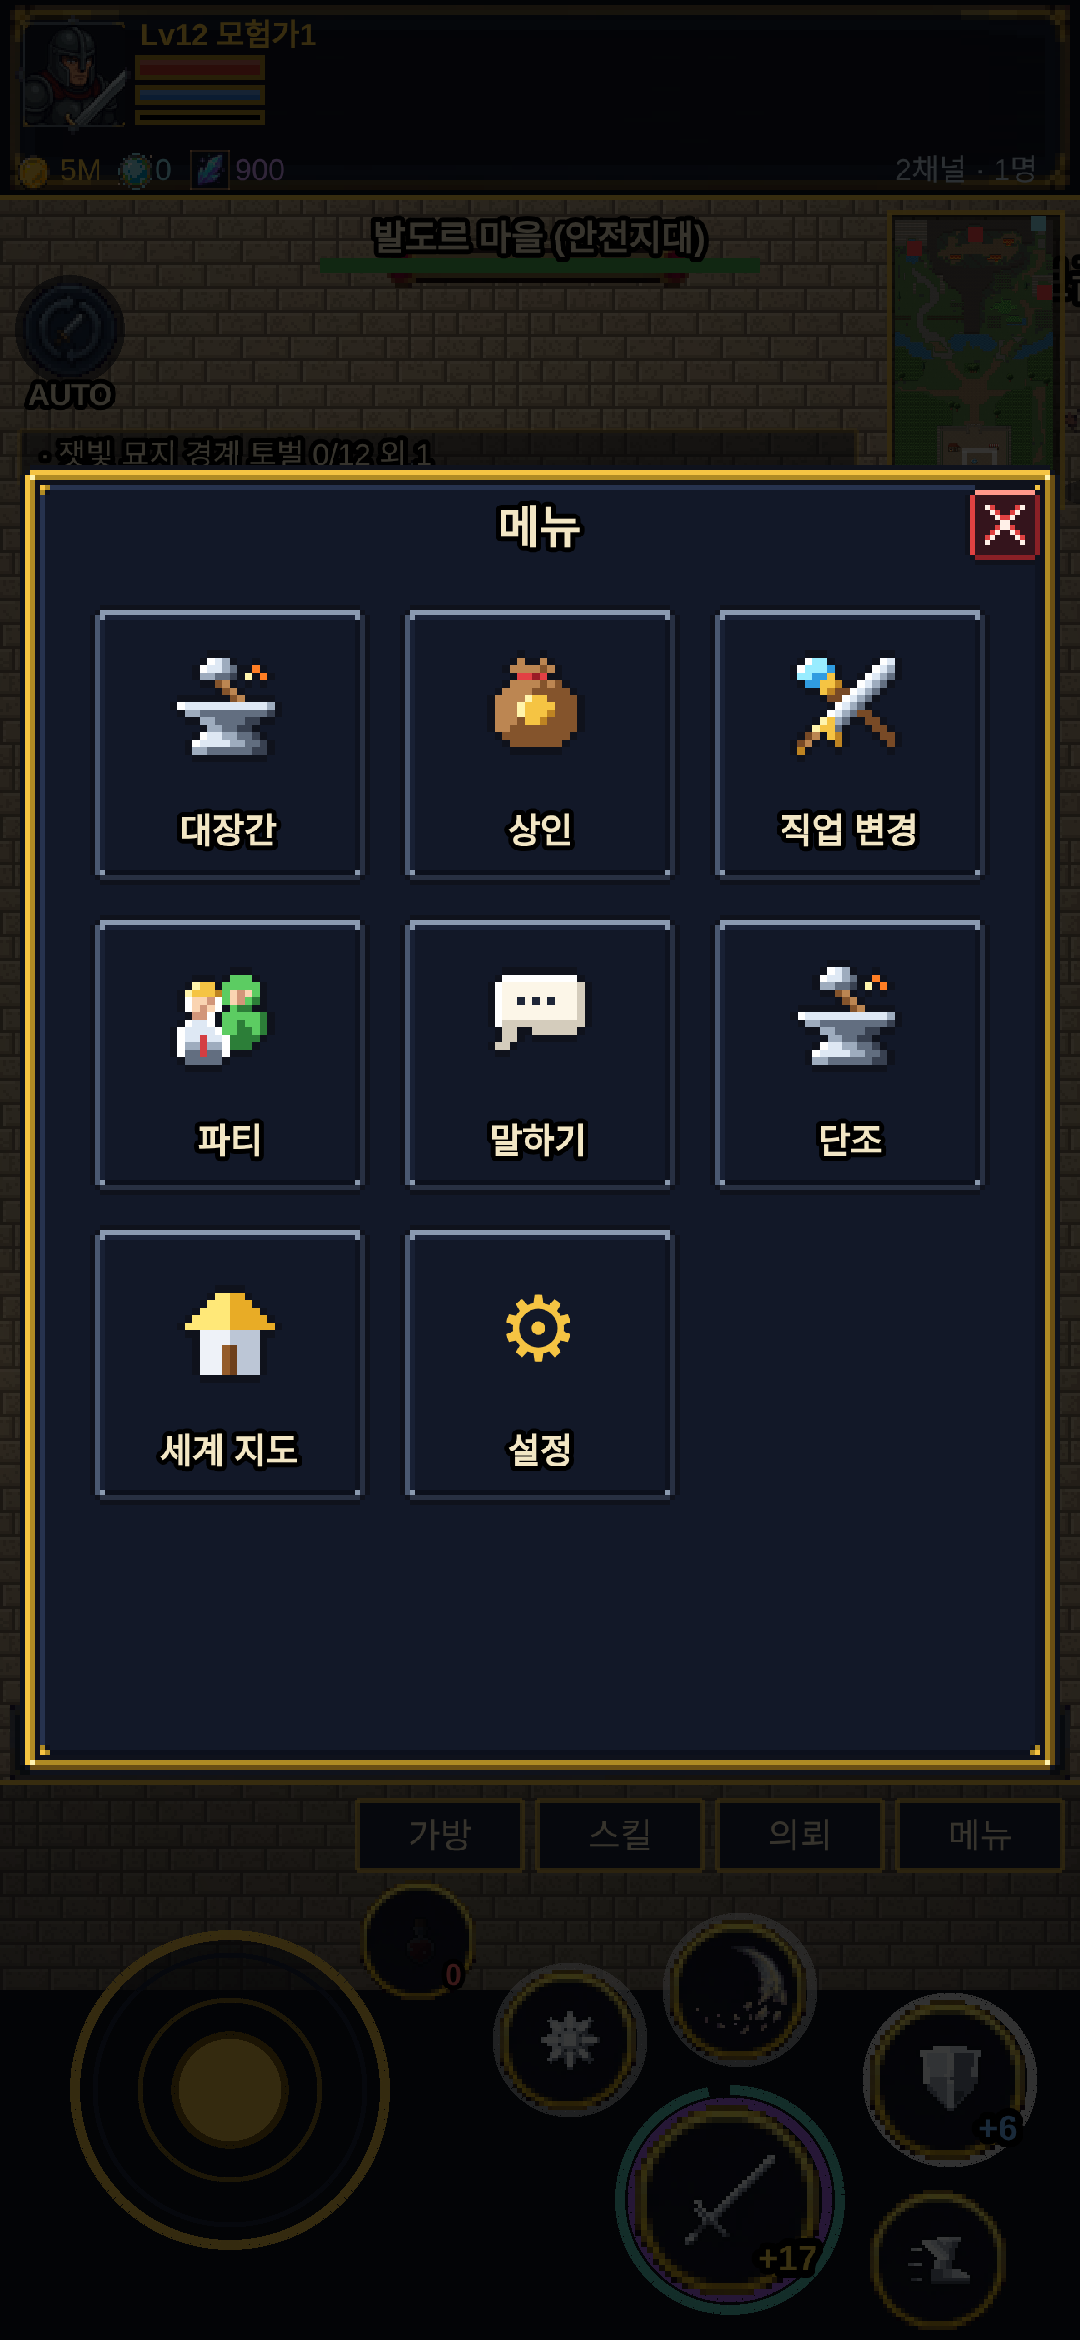 Lv12 모험가1
5M 0 900 2채널 · 1명
발도르 마을 (안전지대)
AUTO
• 잿빛 묘지 경계 토벌 0/12 외 1
메뉴
대장간 상인 직업 변경
파티 말하기 단조
세계 지도 설정
가방 스킬 의뢰 메뉴
0
+6
+17